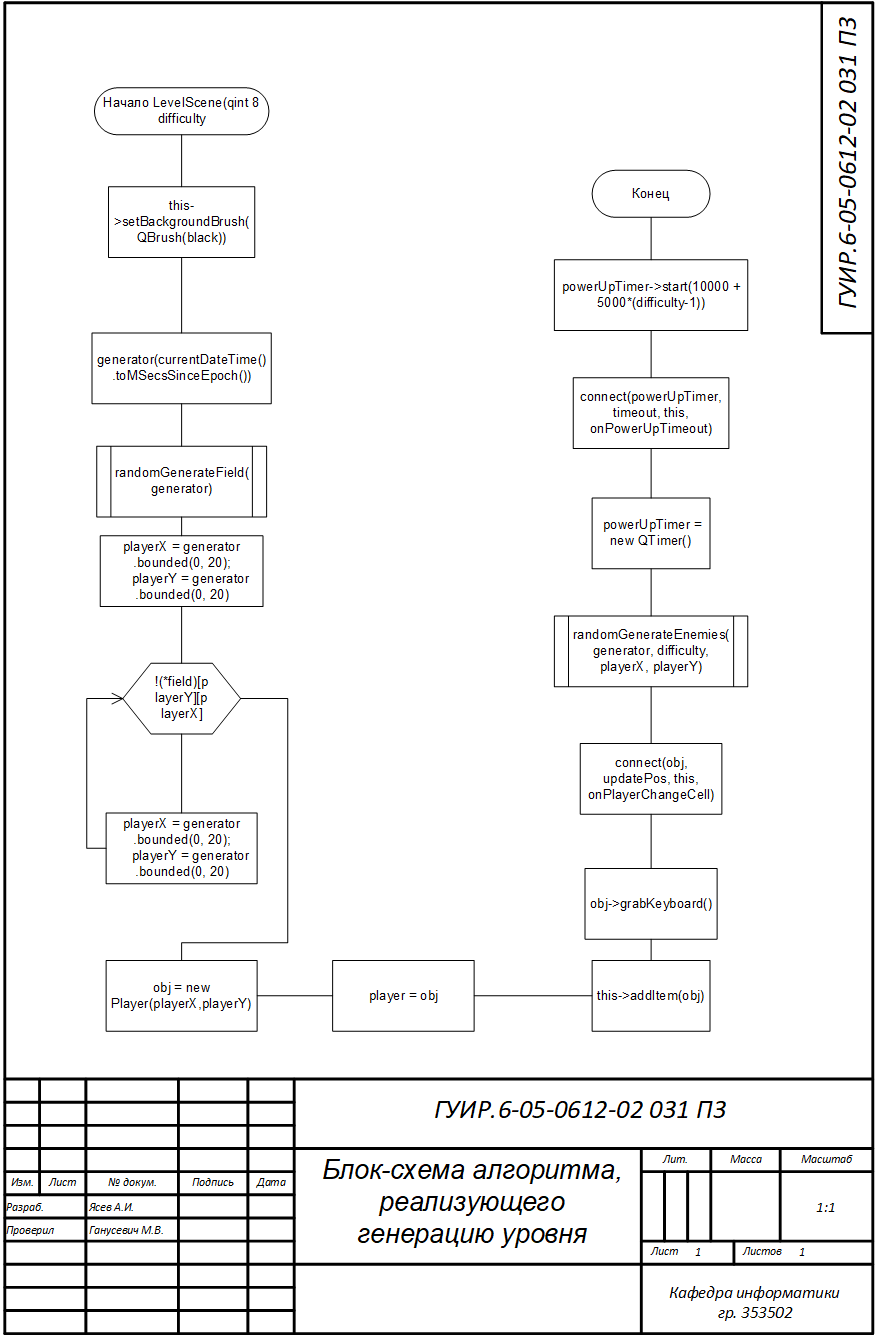 ГУИР.6-05-0612-02 031 ПЗ
Начало LevelScene(qint 8
difficulty
this-
>setBackgroundBrush(
QBrush(black))
generator(currentDateTime()
.toMSecsSinceEpoch())
randomGenerateField(
generator)
playerX = generator
.bounded(0, 20);
playerY = generator
.bounded(0, 20)
!(*field)[p
layerY][p
layerX]
playerX = generator
.bounded(0, 20);
playerY = generator
.bounded(0, 20)
obj = new
Player(playerX,playerY)
player = obj
this->addItem(obj)
obj->grabKeyboard()
connect(obj,
updatePos, this,
onPlayerChangeCell)
randomGenerateEnemies(
generator, difficulty,
playerX, playerY)
powerUpTimer =
new QTimer()
connect(powerUpTimer,
timeout, this,
onPowerUpTimeout)
powerUpTimer->start(10000 +
5000*(difficulty-1))
Конец
ГУИР.6-05-0612-02 031 ПЗ
Изм. Лист № докум. Подпись Дата
Разраб. Ясев А.И.
Проверил Ганусевич М.В.
Блок-схема алгоритма,
реализующего
генерацию уровня
Лит. Масса Масштаб
1:1
Лист 1 Листов 1
Кафедра информатики
гр. 353502